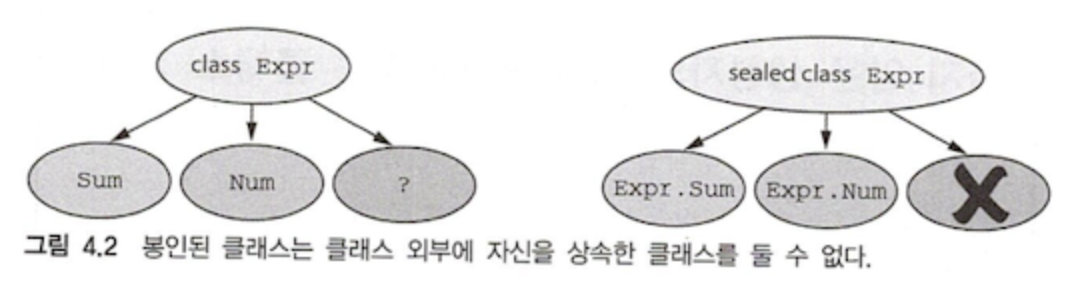 class Expr
sealed class Expr
Sum
Num
?
Expr.Sum
Expr.Num
X
그림 4.2 봉인된 클래스는 클래스 외부에 자신을 상속한 클래스를 둘 수 없다.